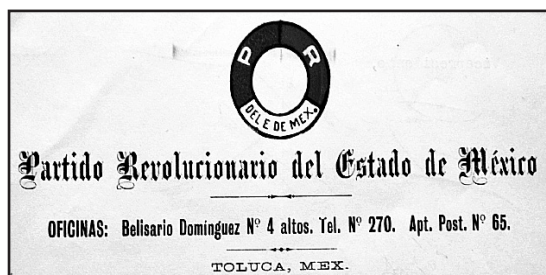 P R
DEL E DE MEX.
Partido Revolucionario del Estado de México
OFICINAS: Belisario Domínguez Nº 4 altos. Tel. Nº 270. Apt. Post. Nº 65.
TOLUCA, MEX.